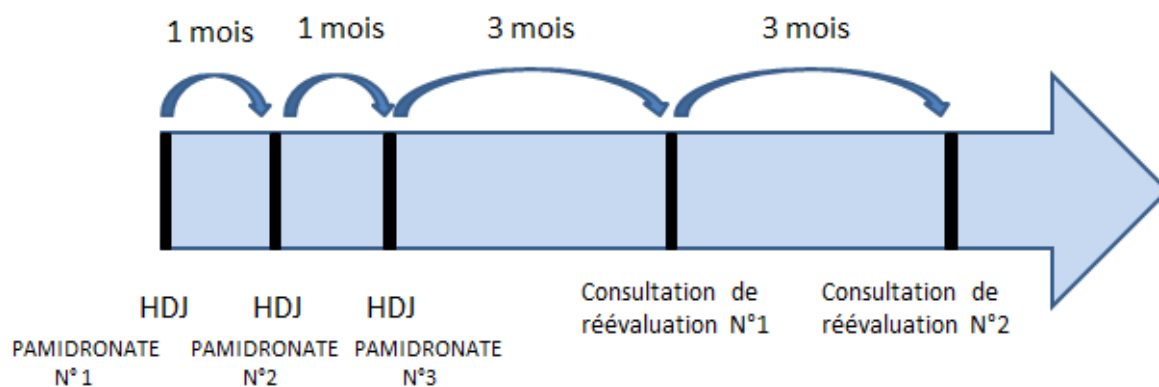 1 mois
1 mois
3 mois
3 mois
HDJ
PAMIDRONATE
N° 1
HDJ
PAMIDRONATE
N°2
HDJ
PAMIDRONATE
N°3
Consultation de
réévaluation N°1
Consultation de
réévaluation N°2